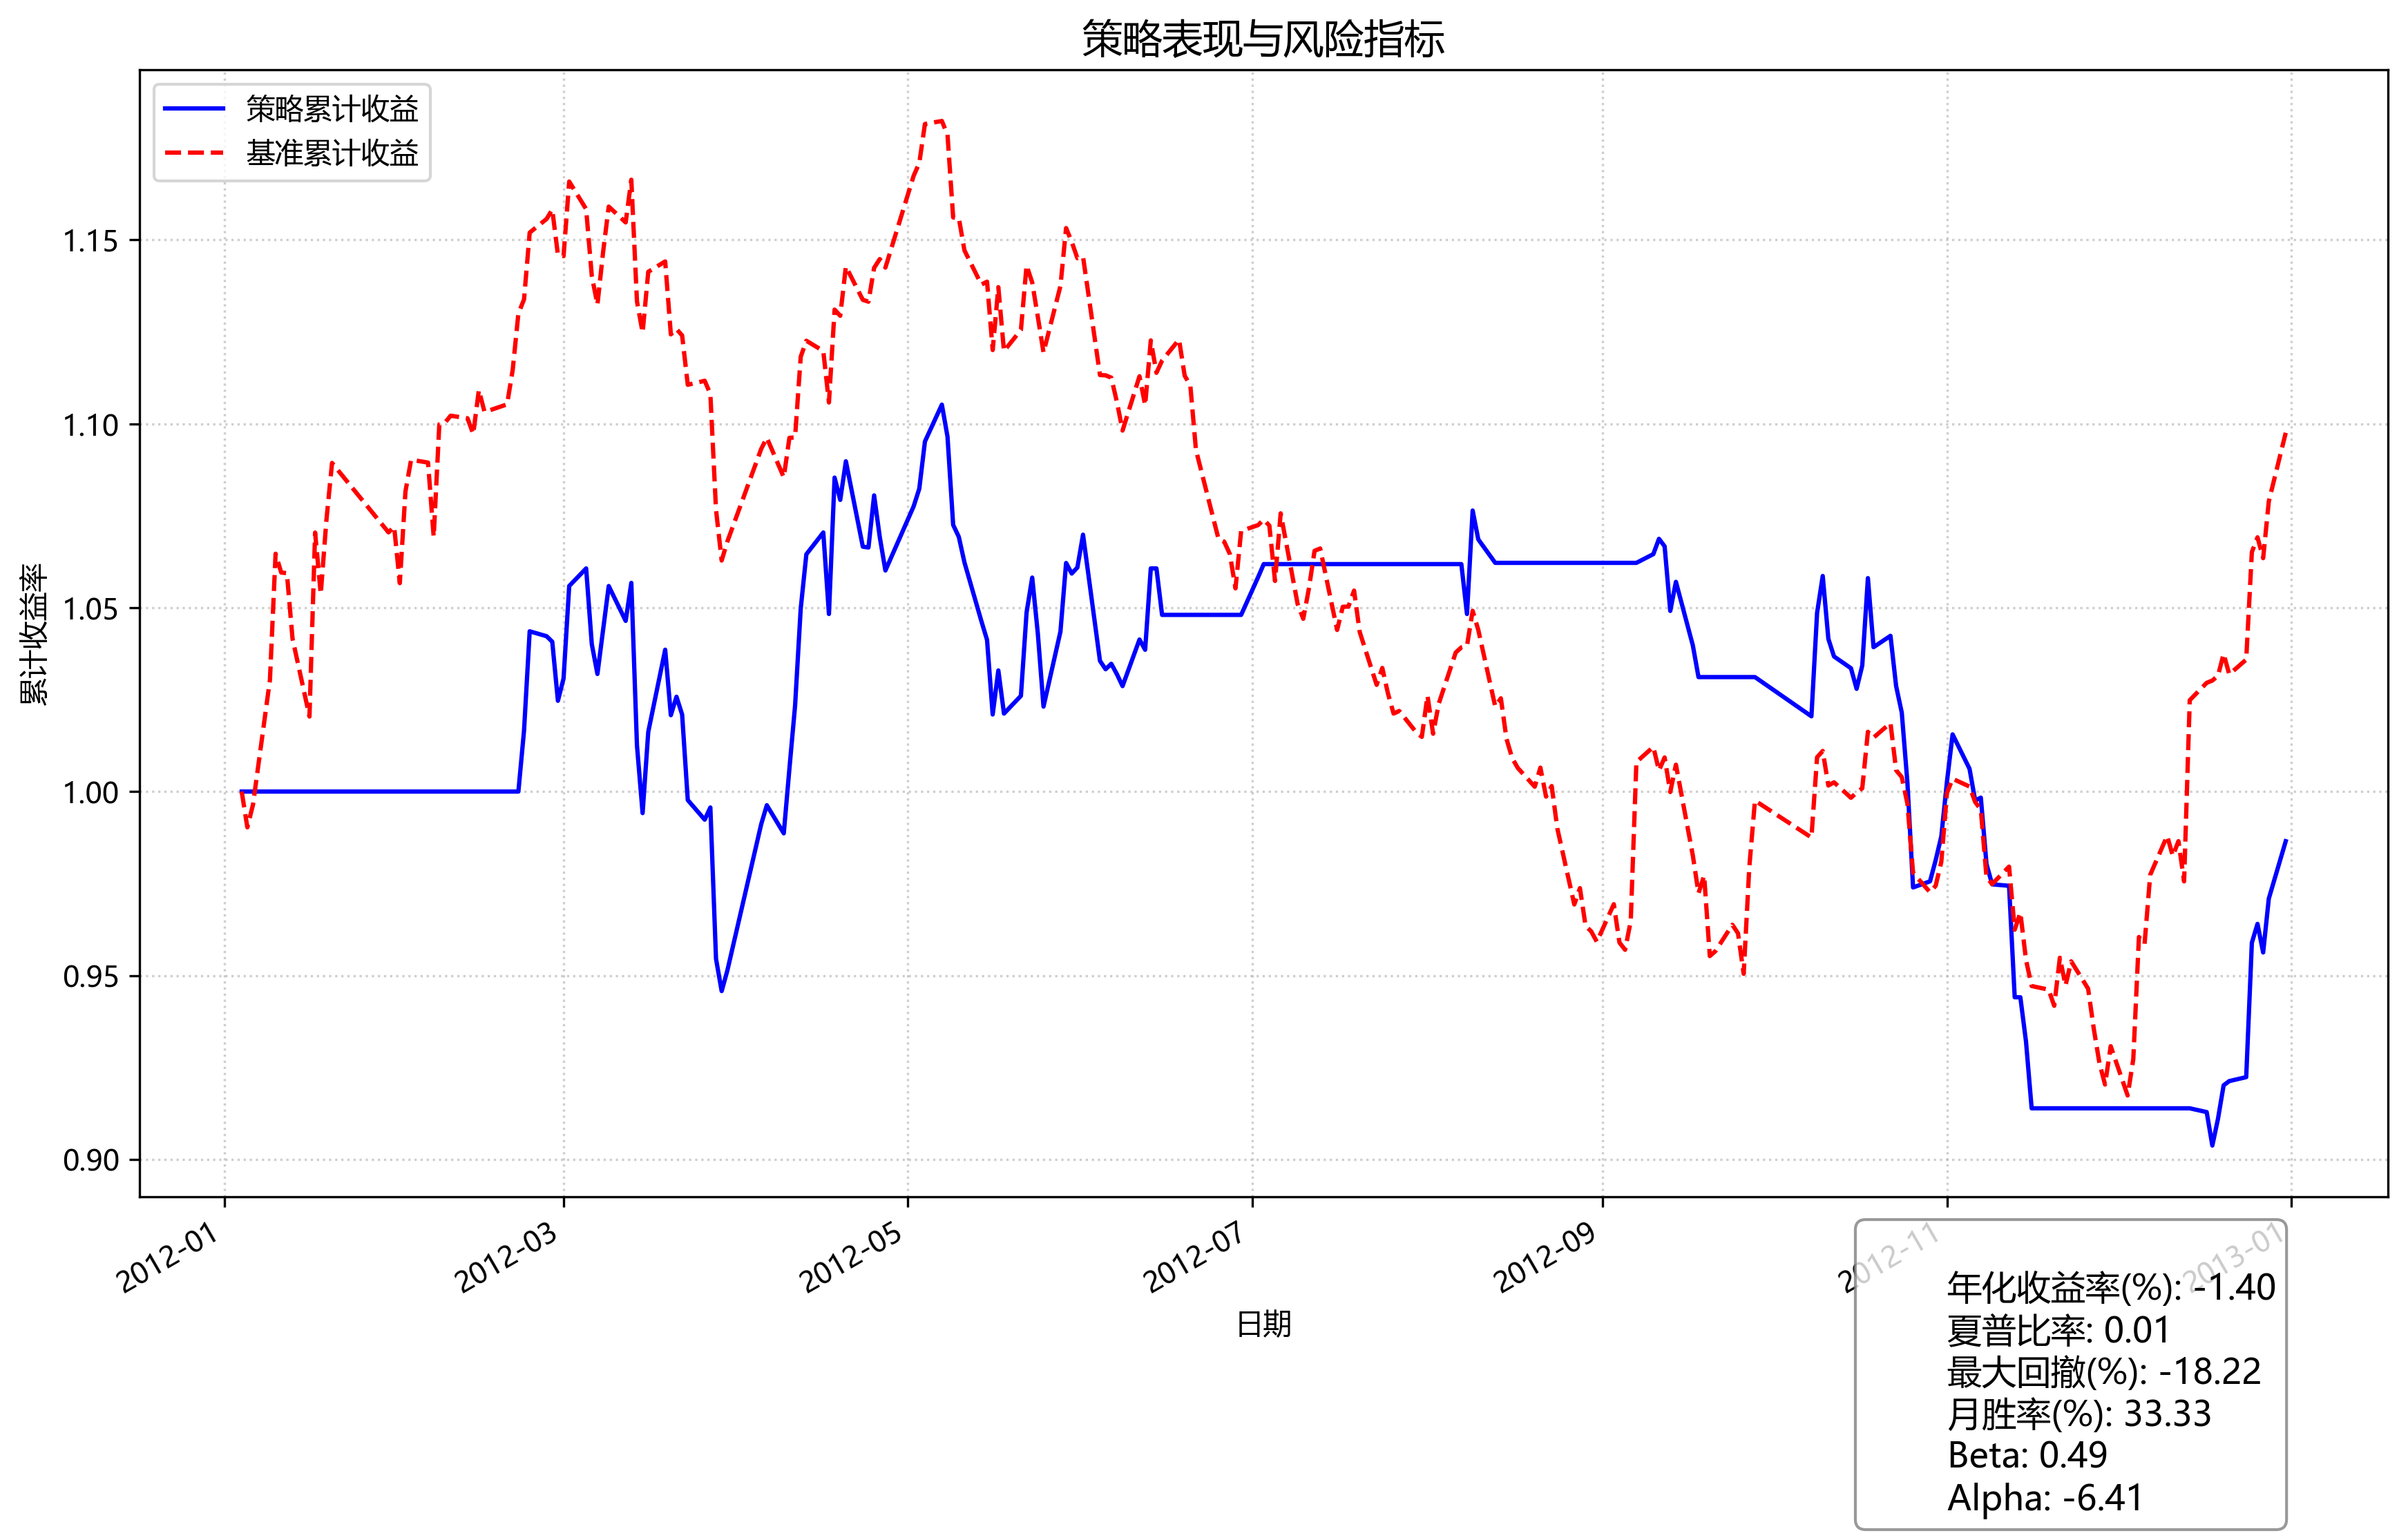 策略表现与风险指标
策略累计收益
基准累计收益
累计收益率
1.15
1.10
1.05
1.00
0.95
0.90
2012-01
2012-03
2012-05
2012-07
2012-09
2012-11
2013-01
日期
年化收益率(%): -1.40
夏普比率: 0.01
最大回撤(%): -18.22
月胜率(%): 33.33
Beta: 0.49
Alpha: -6.41